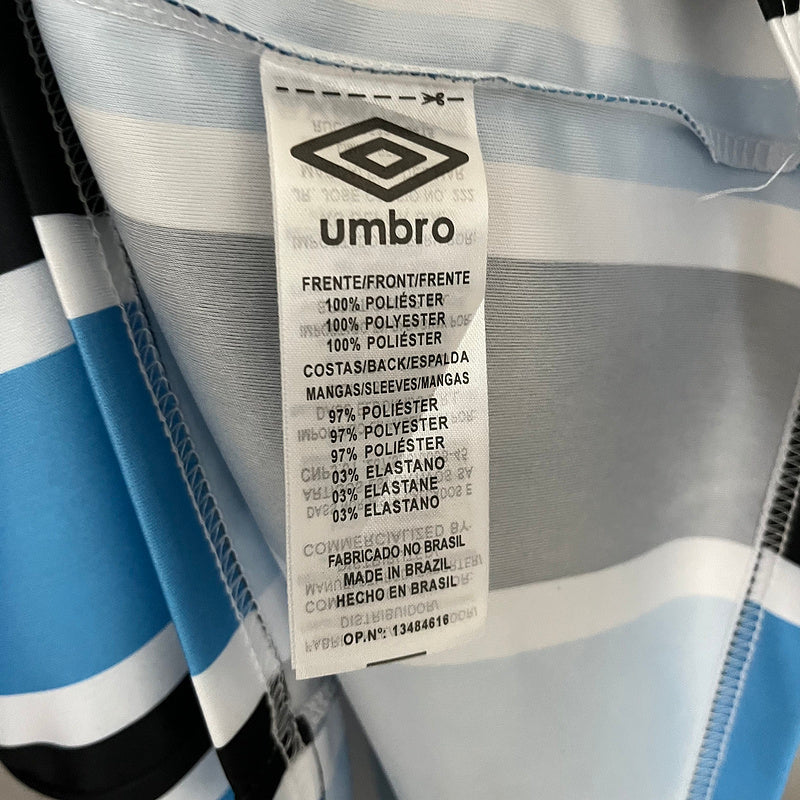 umbro
FRENTE/FRONT/FRENTE
100% POLIÉSTER
100% POLYESTER
100% POLIÉSTER
COSTAS/BACK/ESPALDA
MANGAS/SLEEVES/MANGAS
97% POLIÉSTER
97% POLYESTER
97% POLIÉSTER
03% ELASTANO
03% ELASTANE
03% ELASTANO
FABRICADO NO BRASIL
MADE IN BRAZIL
HECHO EN BRASIL
OP.Nº: 13484616